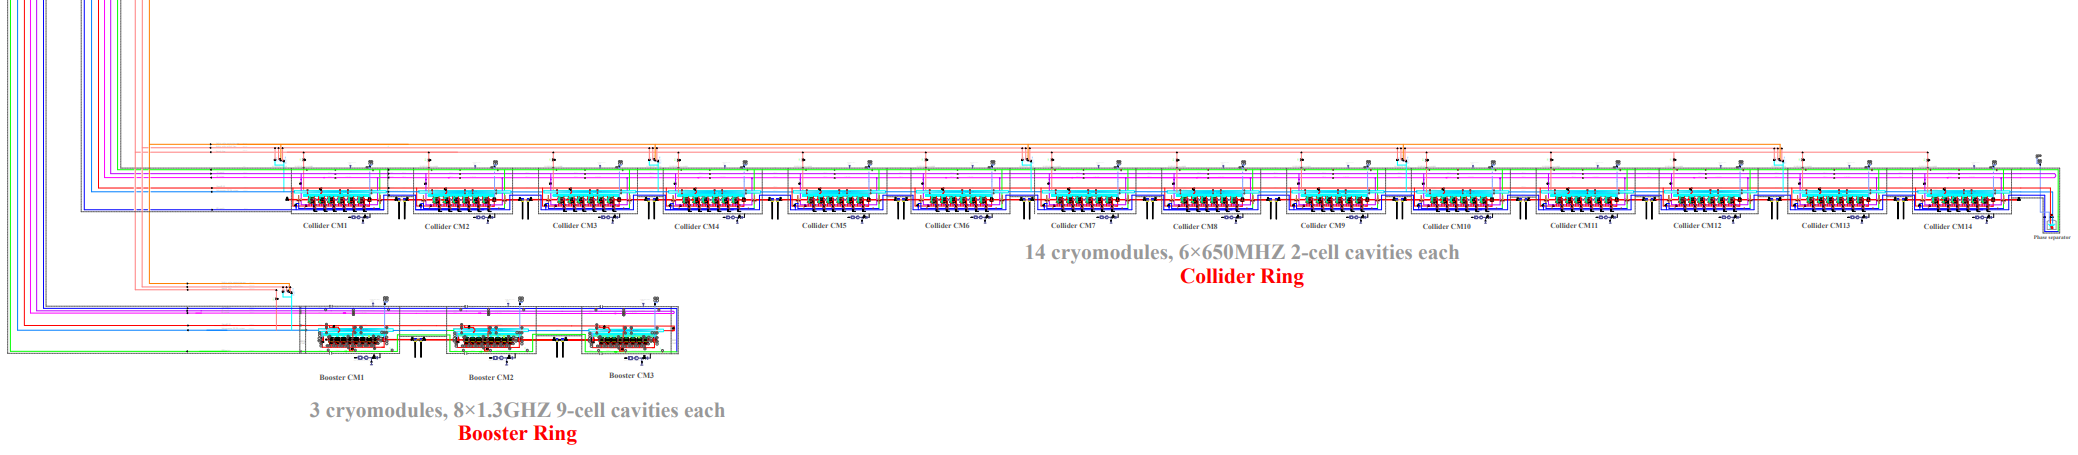 Collider CM1
Collider CM2
Collider CM3
Collider CM4
Collider CM5
Collider CM6
Collider CM7
Collider CM8
Collider CM9
Collider CM10
Collider CM11
Collider CM12
Collider CM13
Collider CM14
Phase separator
14 cryomodules, 6×650MHZ 2-cell cavities each
Collider Ring
Booster CM1
Booster CM2
Booster CM3
3 cryomodules, 8×1.3GHZ 9-cell cavities each
Booster Ring